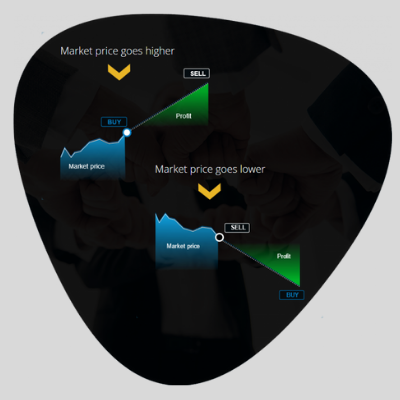 Market price goes higher
SELL
BUY
Profit
Market price
Market price goes lower
SELL
Market price
Profit
BUY